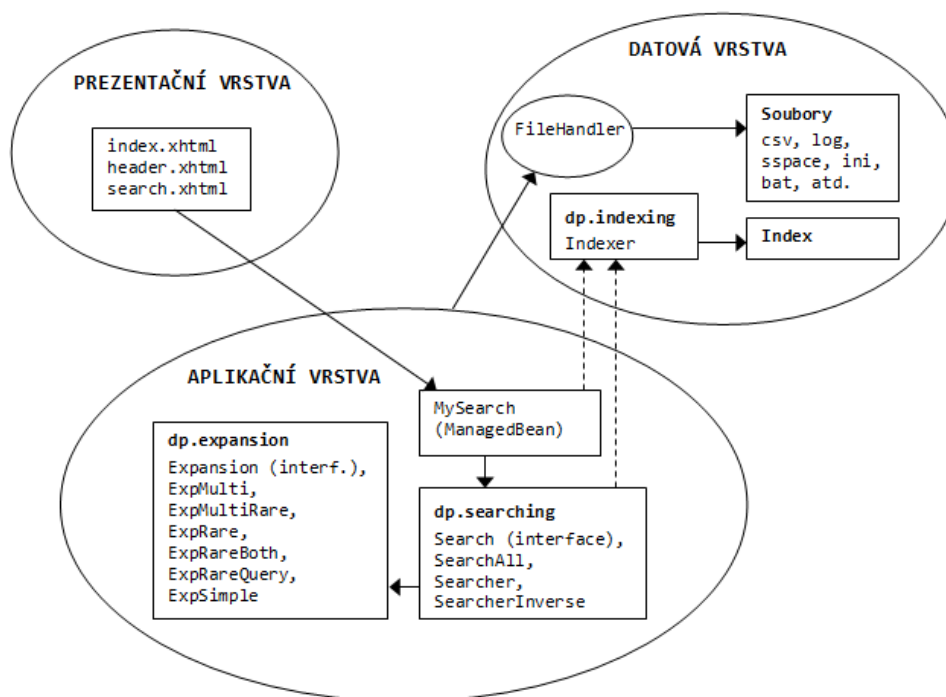 PREZENTAČNÍ VRSTVA
index.xhtml
header.xhtml
search.xhtml
DATOVÁ VRSTVA
FileHandler
Soubory
csv, log,
sspace, ini,
bat, atd.
dp.indexing
Indexer
Index
APLIKAČNÍ VRSTVA
MySearch
(ManagedBean)
dp.expansion
Expansion (interf.),
ExpMulti,
ExpMultiRare,
ExpRare,
ExpRareBoth,
ExpRareQuery,
ExpSimple
dp.searching
Search (interface),
SearchAll,
Searcher,
SearcherInverse